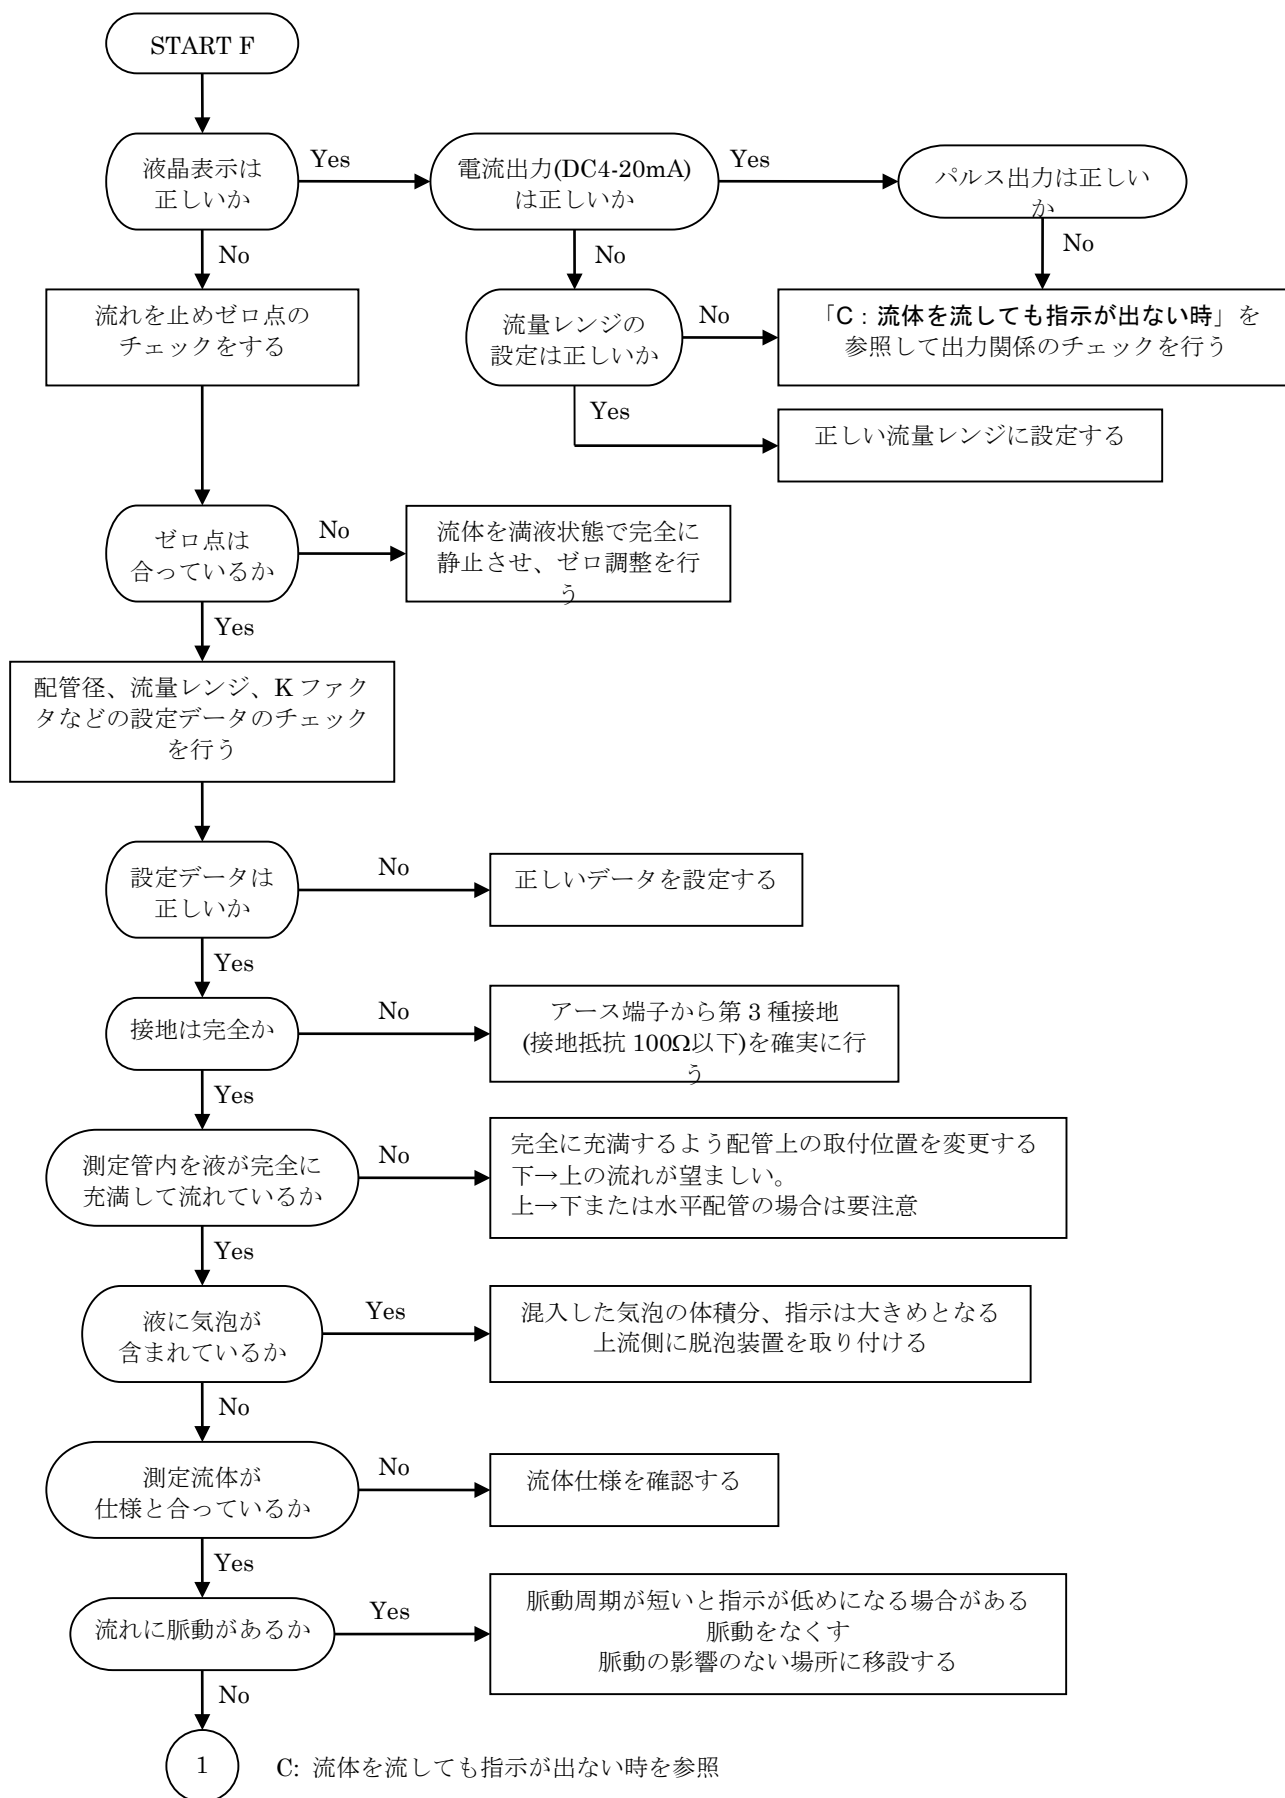 START F
液晶表示は
正しいか
Yes
電流出力(DC4-20mA)
は正しいか
Yes
パルス出力は正しい
か
No
No
No
流れを止めゼロ点の
チェックをする
流量レンジの
設定は正しいか
No
「C：流体を流しても指示が出ない時」を
参照して出力関係のチェックを行う
Yes
正しい流量レンジに設定する
ゼロ点は
合っているか
No
流体を満液状態で完全に
静止させ、ゼロ調整を行
う
Yes
配管径、流量レンジ、K ファク
タなどの設定データのチェック
を行う
設定データは
正しいか
No
正しいデータを設定する
Yes
接地は完全か
No
アース端子から第 3 種接地
(接地抵抗 100Ω以下)を確実に行
う
Yes
測定管内を液が完全に
充満して流れているか
No
完全に充満するよう配管上の取付位置を変更する
下→上の流れが望ましい。
上→下または水平配管の場合は要注意
Yes
液に気泡が
含まれているか
Yes
混入した気泡の体積分、指示は大きめとなる
上流側に脱泡装置を取り付ける
No
測定流体が
仕様と合っているか
No
流体仕様を確認する
Yes
流れに脈動があるか
Yes
脈動周期が短いと指示が低めになる場合がある
脈動をなくす
脈動の影響のない場所に移設する
No
1
C: 流体を流しても指示が出ない時を参照